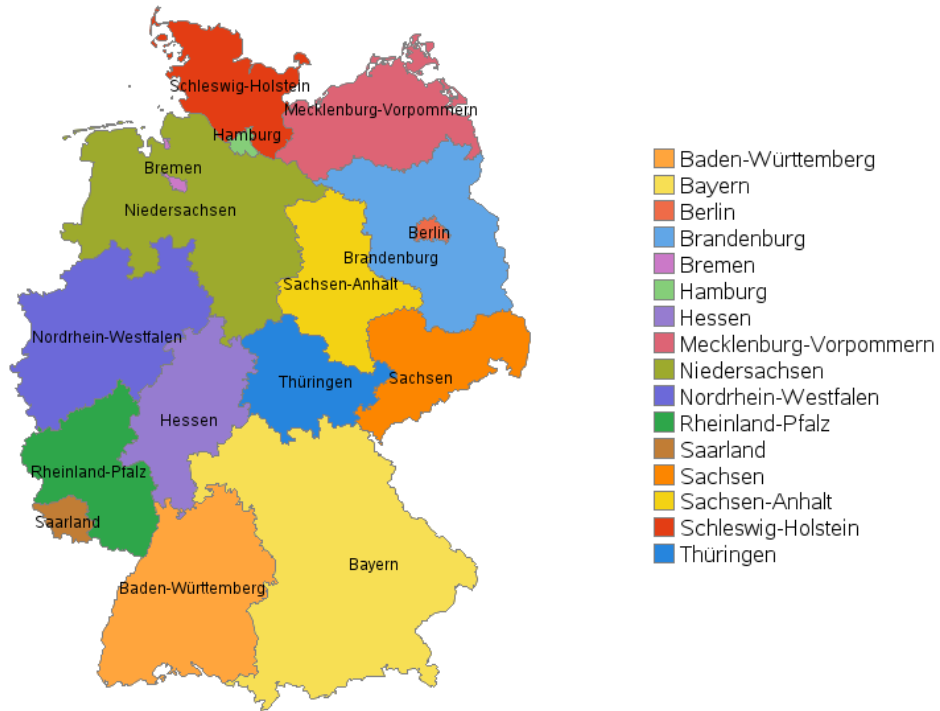 Schleswig-Holstein
Mecklenburg-Vorpommern
Hamburg
Bremen
Niedersachsen
Berlin
Brandenburg
Sachsen-Anhalt
Nordrhein-Westfalen
Thüringen
Sachsen
Hessen
Rheinland-Pfalz
Saarland
Bayern
Baden-Württemberg
Baden-Württemberg
Bayern
Berlin
Brandenburg
Bremen
Hamburg
Hessen
Mecklenburg-Vorpommern
Niedersachsen
Nordrhein-Westfalen
Rheinland-Pfalz
Saarland
Sachsen
Sachsen-Anhalt
Schleswig-Holstein
Thüringen